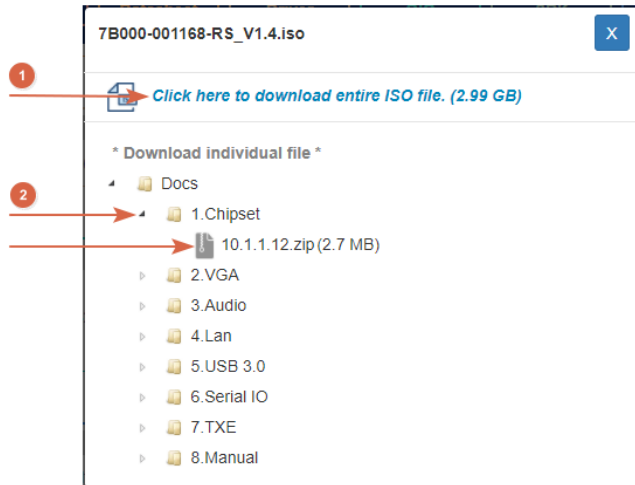 7B000-001168-RS_V1.4.iso
X
1
Click here to download entire ISO file. (2.99 GB)
* Download individual file *
Docs
2
1.Chipset
10.1.1.12.zip (2.7 MB)
2.VGA
3.Audio
4.Lan
5.USB 3.0
6.Serial IO
7.TXE
8.Manual